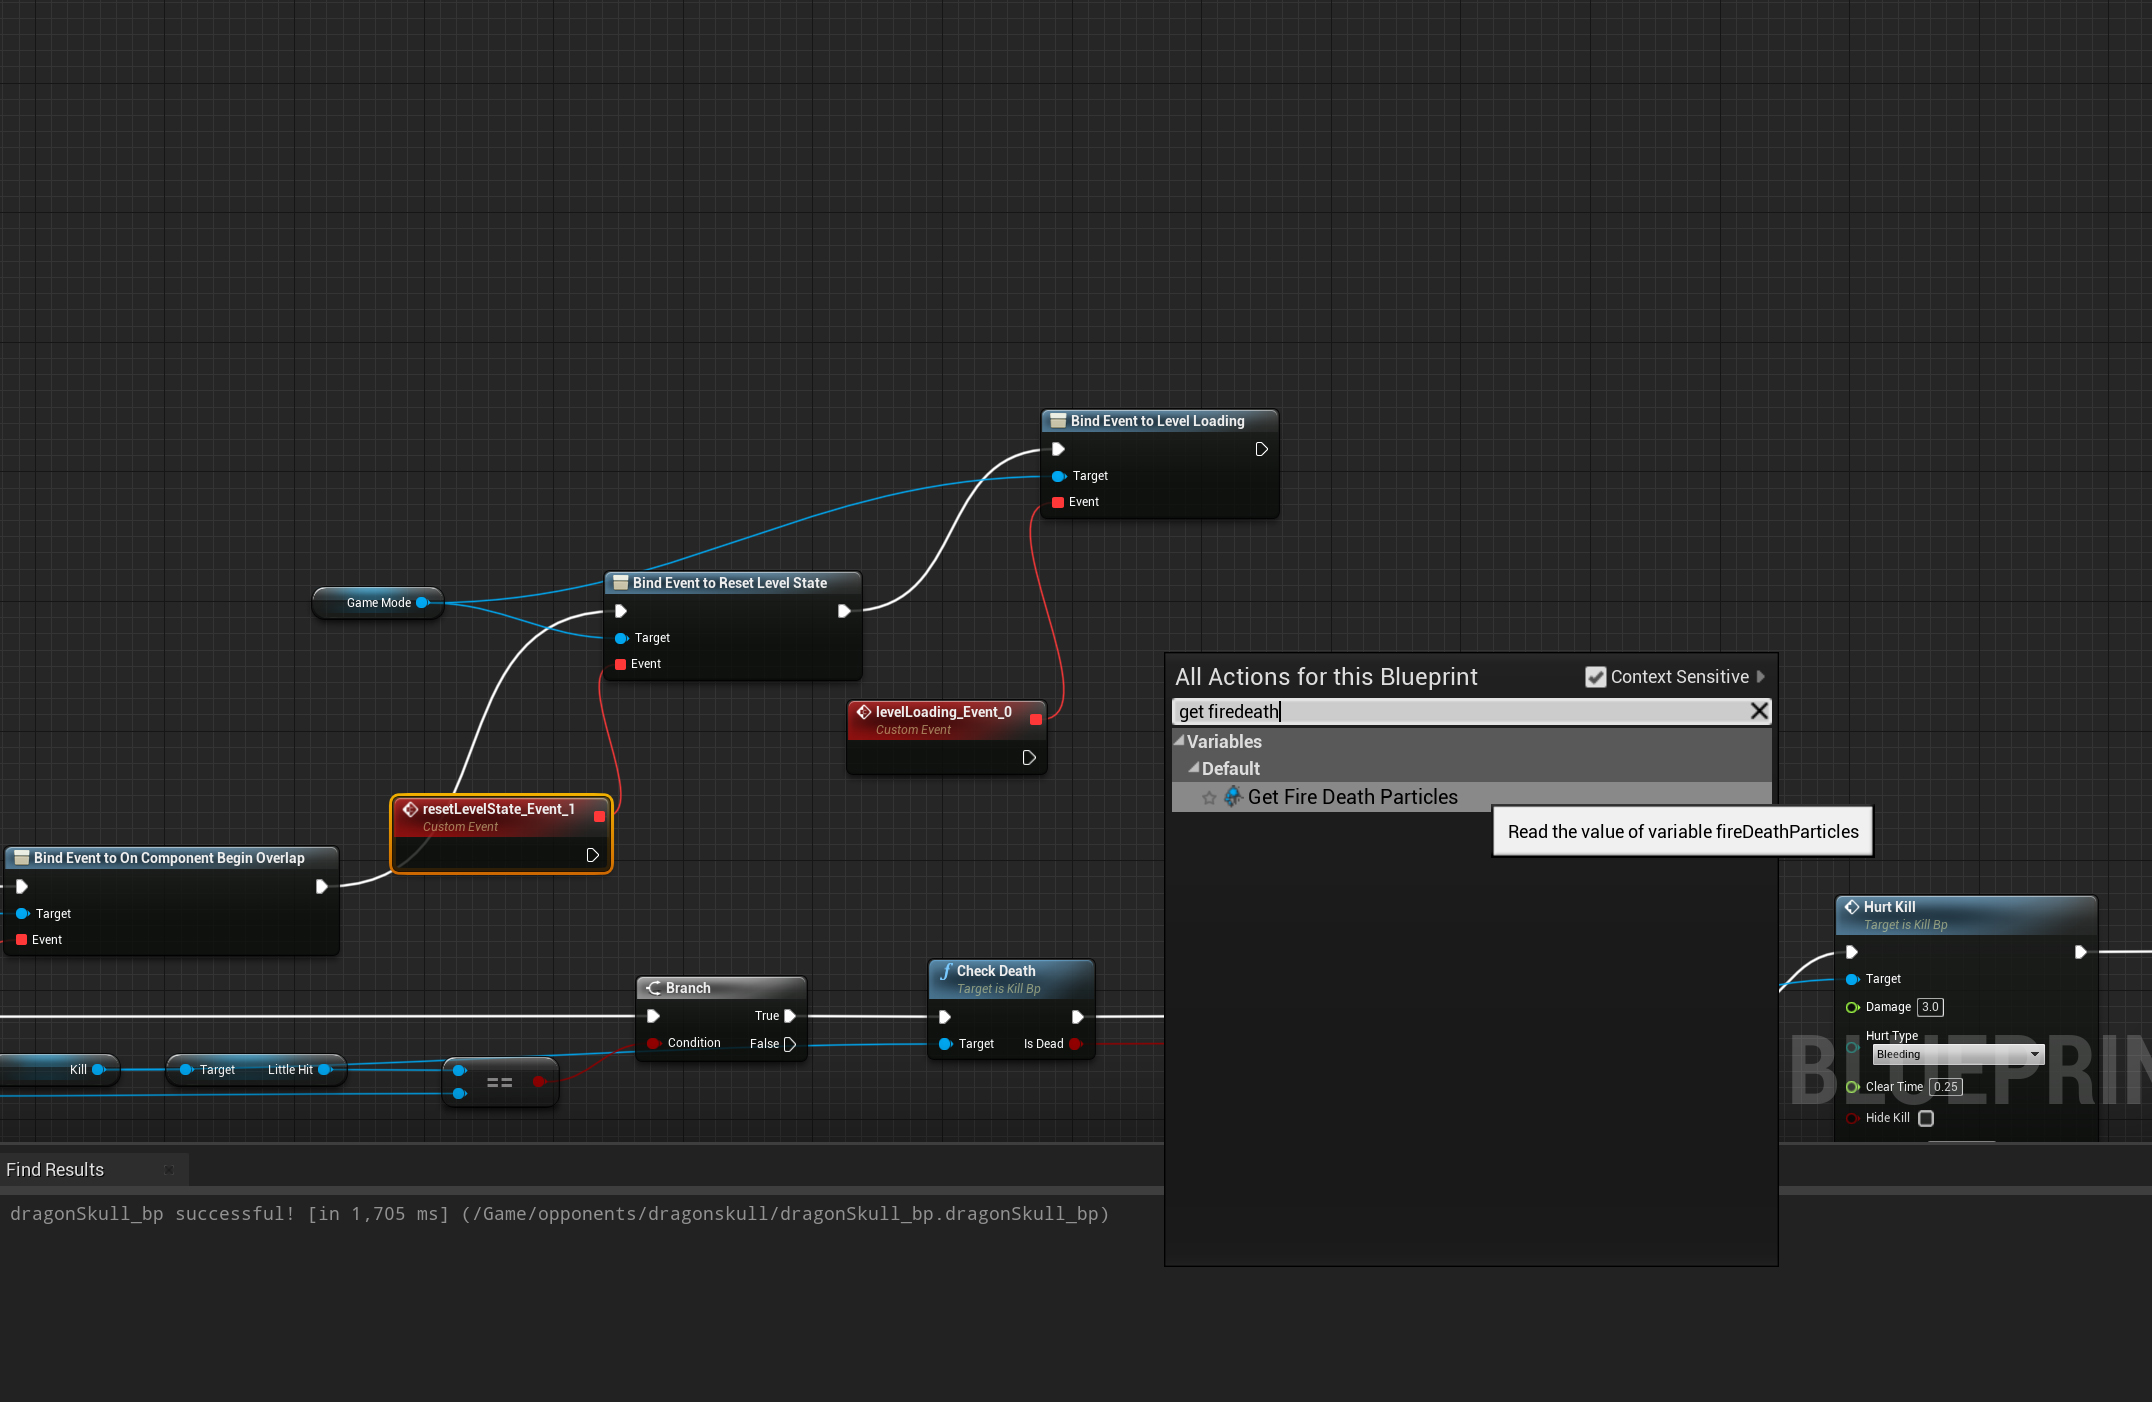 Bind Event to Level Loading
Target
Event
Game Mode
Bind Event to Reset Level State
Target
Event
levelLoading_Event_0
Custom Event
resetLevelState_Event_1
Custom Event
Bind Event to On Component Begin Overlap
Target
Event
All Actions for this Blueprint
Context Sensitive
get firedeath
Variables
Default
Get Fire Death Particles
Read the value of variable fireDeathParticles
Branch
True
Condition
False
Check Death
Target is Kill Bp
Target
Is Dead
Kill
Target
Little Hit
==
Hurt Kill
Target is Kill Bp
Target
Damage 3.0
Hurt Type
Bleeding
Clear Time 0.25
Hide Kill
BLUEPRIN
Find Results
dragonSkull_bp successful! [in 1,705 ms] (/Game/opponents/dragonskull/dragonSkull_bp.dragonSkull_bp)